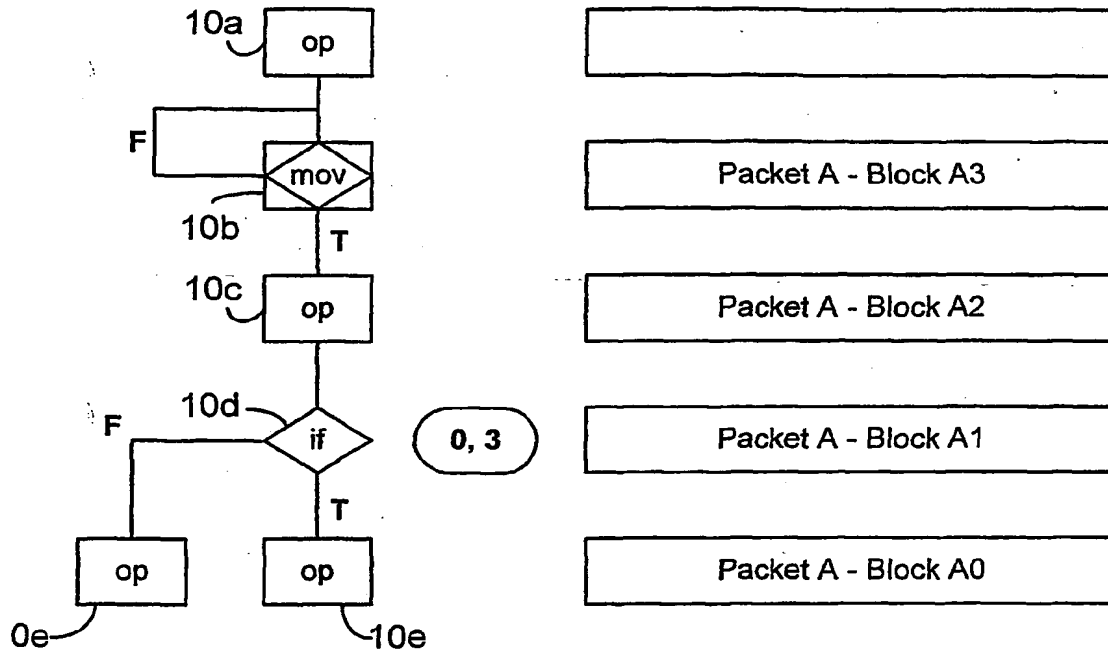 10a
op
F
mov
Packet A - Block A3
10b
T
10c
op
Packet A - Block A2
10d
F
if
0, 3
Packet A - Block A1
T
op
op
Packet A - Block A0
0e
10e